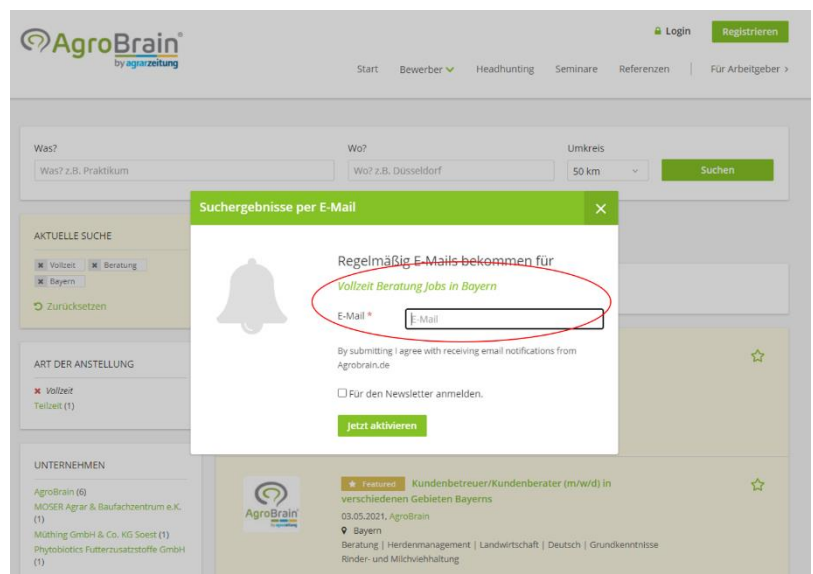 AgroBrain®
by agrarzeitung
Login
Registrieren
Start
Bewerber
Headhunting
Seminare
Referenzen
Für Arbeitgeber >
Was?
Wo?
Umkreis
Was? z.B. Praktikum
Wo? z.B. Düsseldorf
50 km
Suchen
Suchergebnisse per E-Mail
Regelmäßig E-Mails bekommen für
Vollzeit Beratung Jobs in Bayern
E-Mail *
E-Mail
By submitting I agree with receiving email notifications from
Agrobrain.de
Für den Newsletter anmelden.
Jetzt aktivieren
AKTUELLE SUCHE
Vollzeit
Beratung
Bayern
Zurücksetzen
ART DER ANSTELLUNG
Vollzeit
Teilzeit (1)
UNTERNEHMEN
AgroBrain (6)
MOSER Agrar & Baufachzentrum e.K.
(1)
Müthing GmbH & Co. KG Soest (1)
Phytobiotics Futterzusatzstoffe GmbH
(1)
AgroBrain
Featured
Kundenbetreuer/Kundenberater (m/w/d) in
verschiedenen Gebieten Bayerns
03.05.2021, AgroBrain
Bayern
Beratung | Herdenmanagement | Landwirtschaft | Deutsch | Grundkenntnisse
Rinder- und Milchviehhaltung